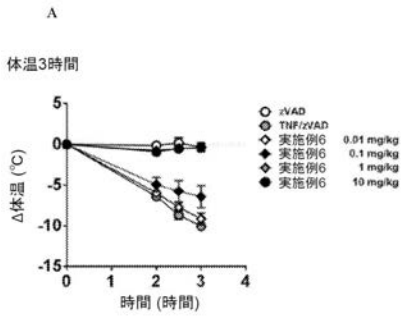 A
体温3時間
5
0
-5
-10
-15
Δ体温 (℃)
0 1 2 3 4
時間 (時間)
zVAD
TNF/zVAD
実施例6 0.01 mg/kg
実施例6 0.1 mg/kg
実施例6 1 mg/kg
実施例6 10 mg/kg